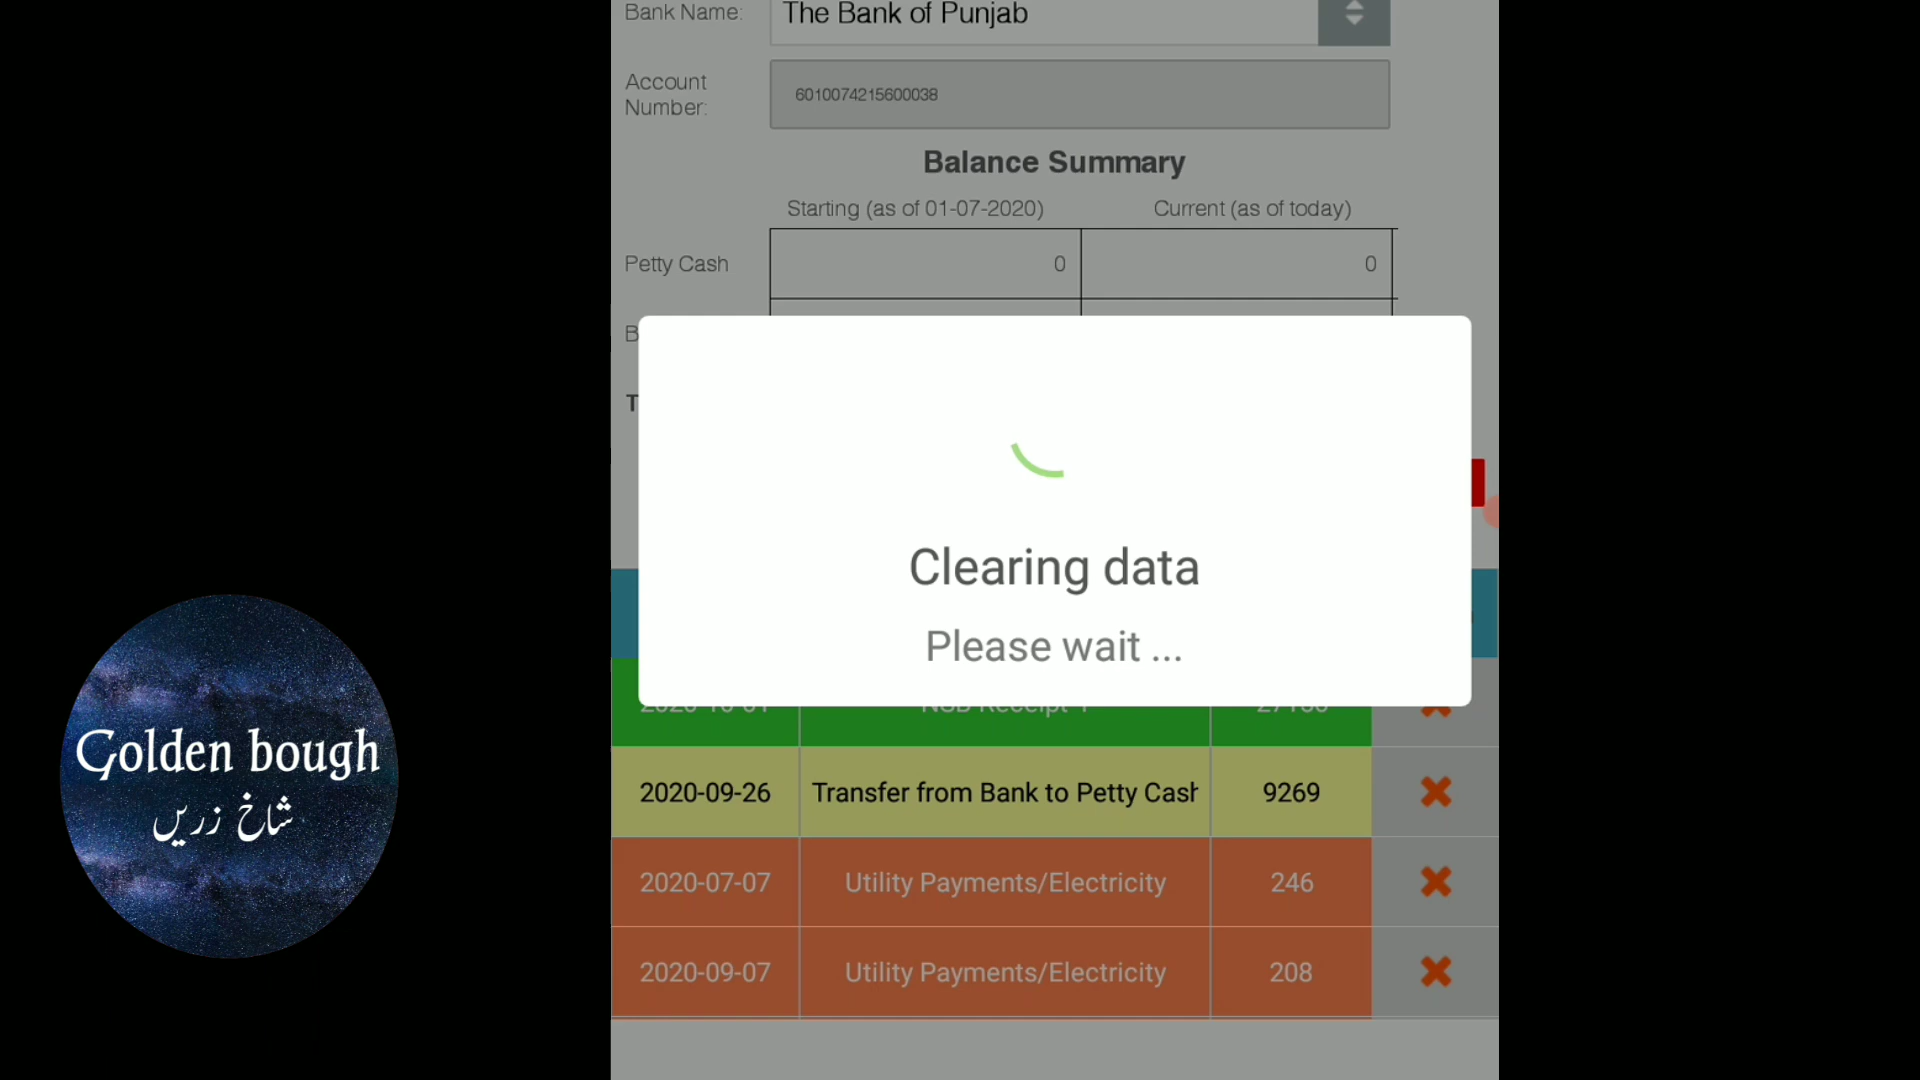 Bank Name:
The Bank of Punjab
Account
Number:
6010074215600038
Balance Summary
Starting (as of 01-07-2020)
Current (as of today)
Petty Cash
0
0
B
T
Clearing data
Please wait ...
2020-09-26
Transfer from Bank to Petty Cash
9269
2020-07-07
Utility Payments/Electricity
246
2020-09-07
Utility Payments/Electricity
208
Golden bough
شاخ زریں